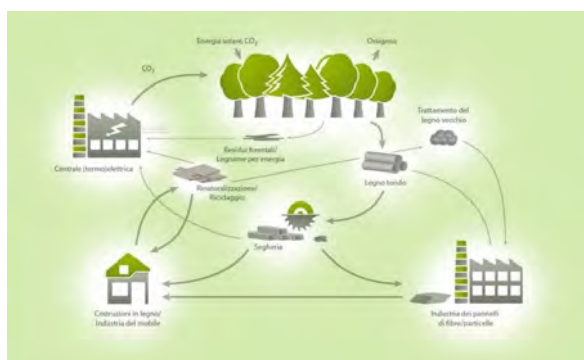 Energia solare, CO₂
Ossigeno
CO₂
Trattamento del
legno vecchio
Residui forestali/
Legname per energia
Centrale (termo)elettrica
Rinaturalizzazione/
Riciclaggio
Legno tondo
Segheria
Costruzioni in legno/
Industria del mobile
Industria dei pannelli
di fibre/particelle